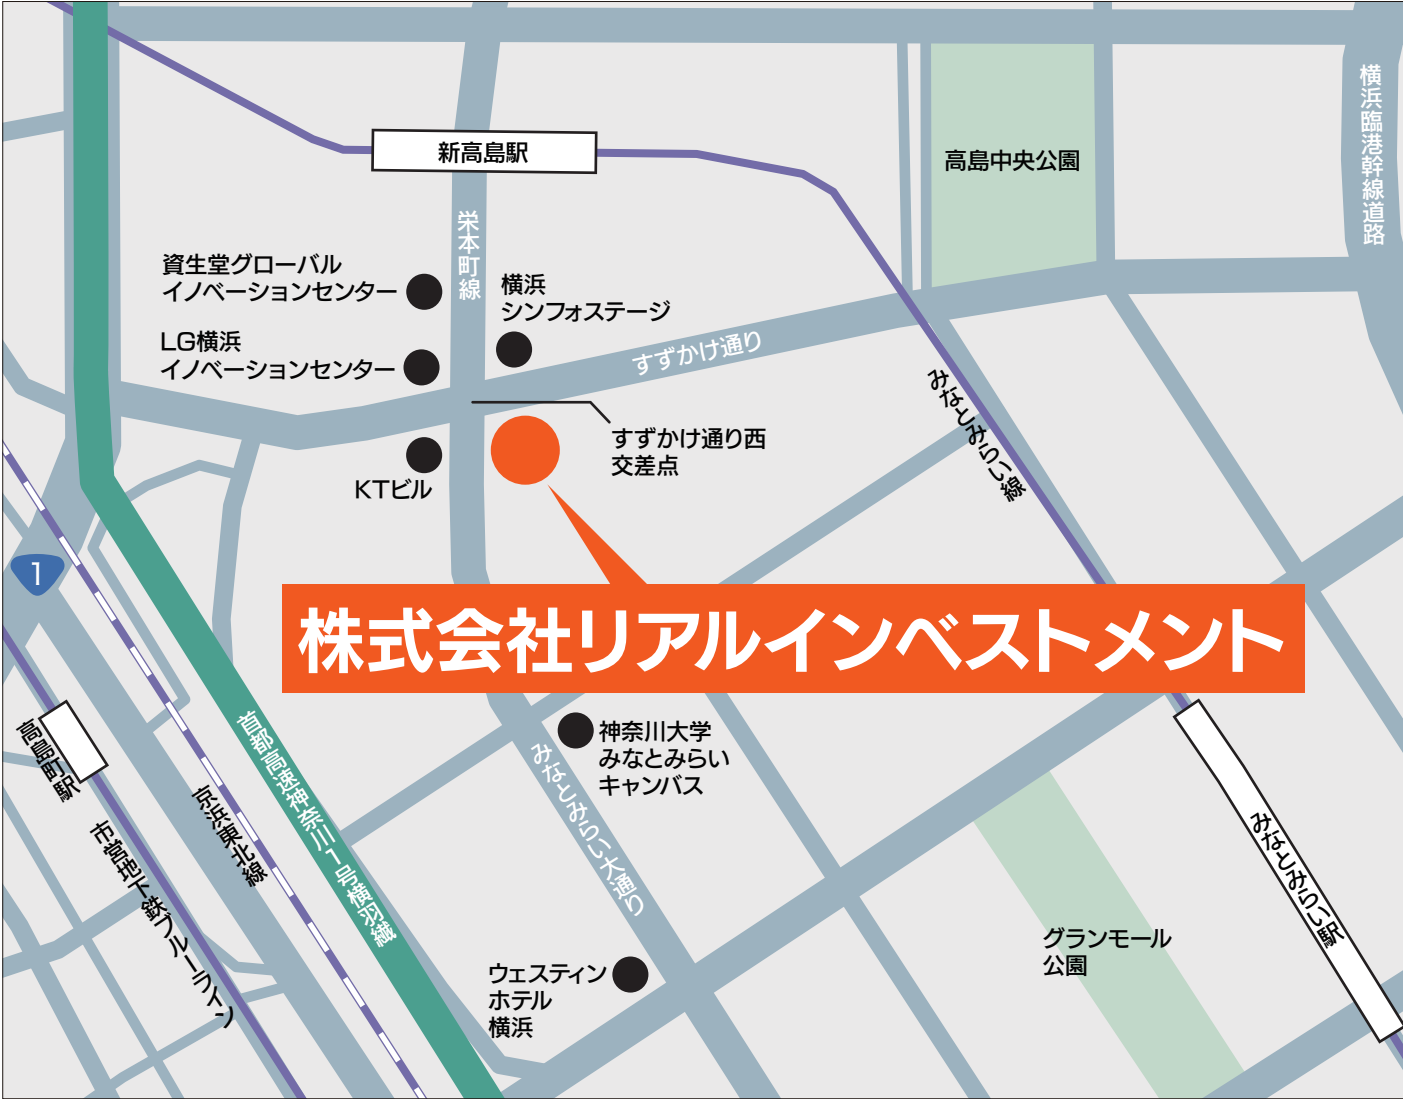 横浜臨港幹線道路
新高島駅
高島中央公園
栄本町線
資生堂グローバル
イノベーションセンター
横浜
シンフォステージ
LG横浜
イノベーションセンター
すずかけ通り
みなとみらい線
すずかけ通り西
交差点
KTビル
1
株式会社リアルインベストメント
高島町駅
首都高速神奈川1号横羽繊
神奈川大学
みなとみらい
キャンバス
みなとみらい大通り
京浜東北線
市営地下鉄ブルーライン
みなとみらい駅
グランモール
公園
ウェスティン
ホテル
横浜